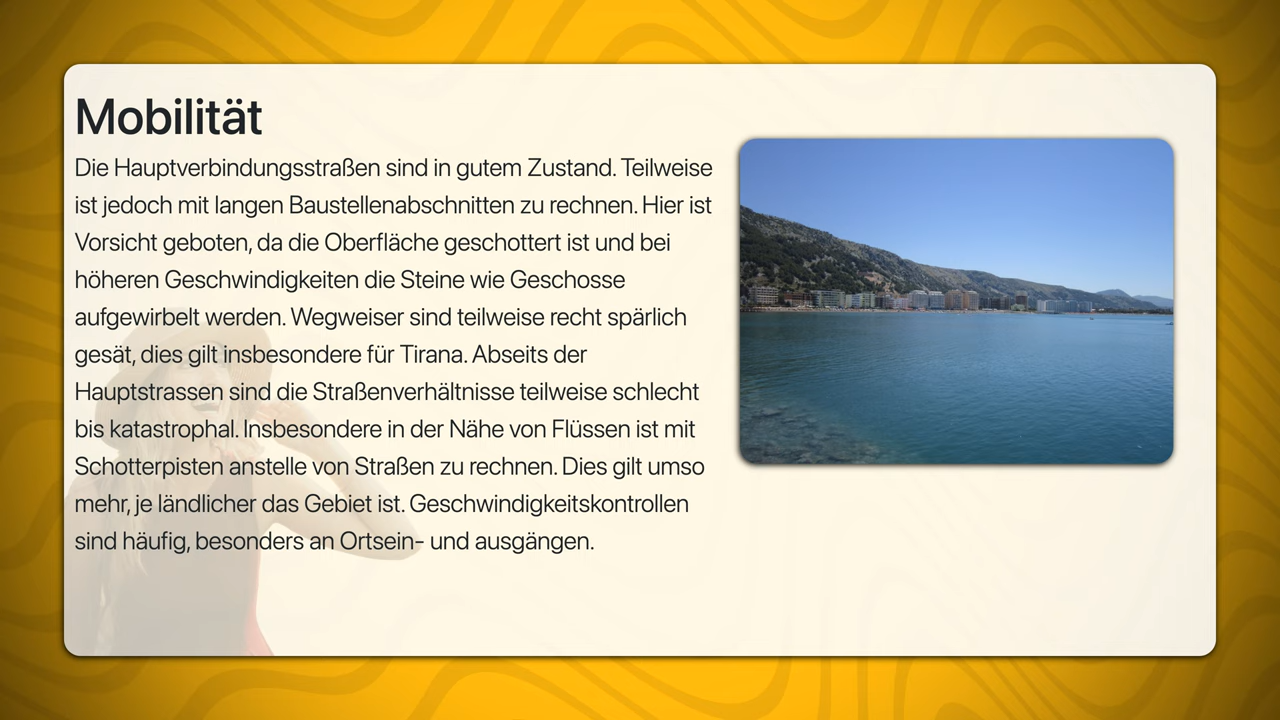 Mobilität
Die Hauptverbindungsstraßen sind in gutem Zustand. Teilweise
ist jedoch mit langen Baustellenabschnitten zu rechnen. Hier ist
Vorsicht geboten, da die Oberfläche geschottert ist und bei
höheren Geschwindigkeiten die Steine wie Geschosse
aufgewirbelt werden. Wegweiser sind teilweise recht spärlich
gesät, dies gilt insbesondere für Tirana. Abseits der
Hauptstrassen sind die Straßenverhältnisse teilweise schlecht
bis katastrophal. Insbesondere in der Nähe von Flüssen ist mit
Schotterpisten anstelle von Straßen zu rechnen. Dies gilt umso
mehr, je ländlicher das Gebiet ist. Geschwindigkeitskontrollen
sind häufig, besonders an Ortsein- und ausgängen.